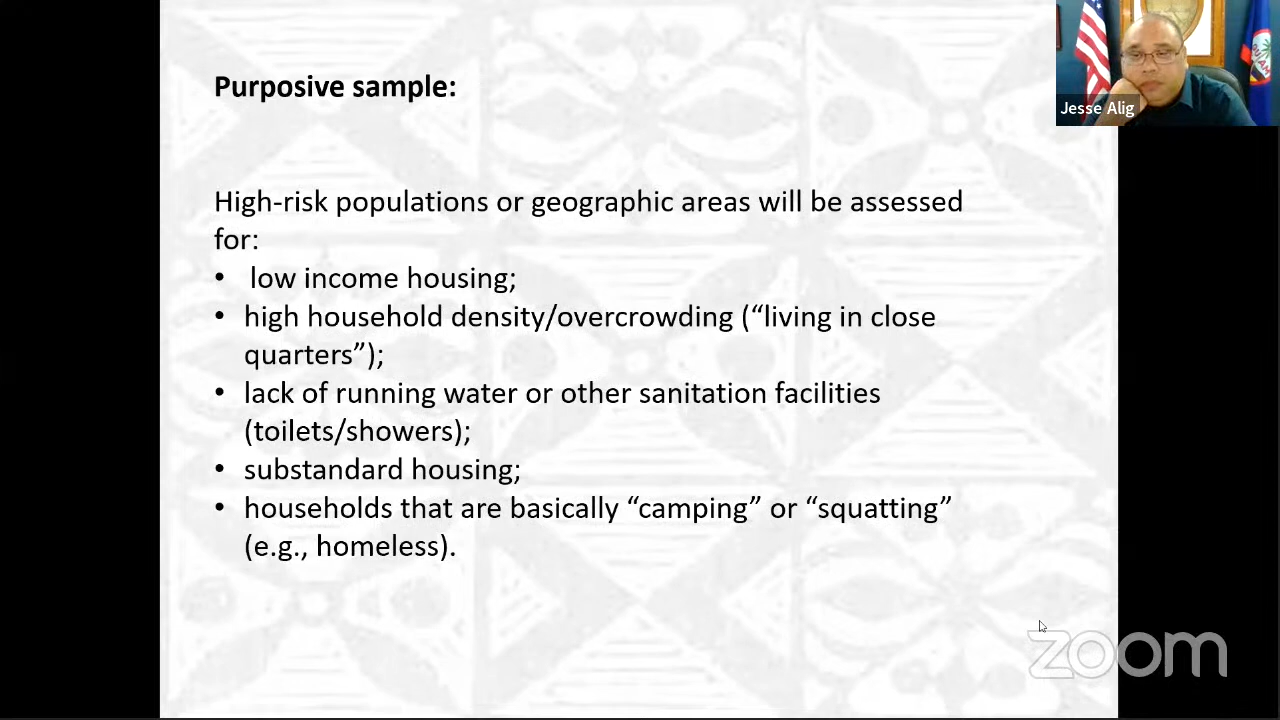 Purposive sample:
Jesse Alig
High-risk populations or geographic areas will be assessed
for:
• low income housing;
• high household density/overcrowding (“living in close
quarters”);
• lack of running water or other sanitation facilities
(toilets/showers);
• substandard housing;
• households that are basically “camping” or “squatting”
(e.g., homeless).
zoom